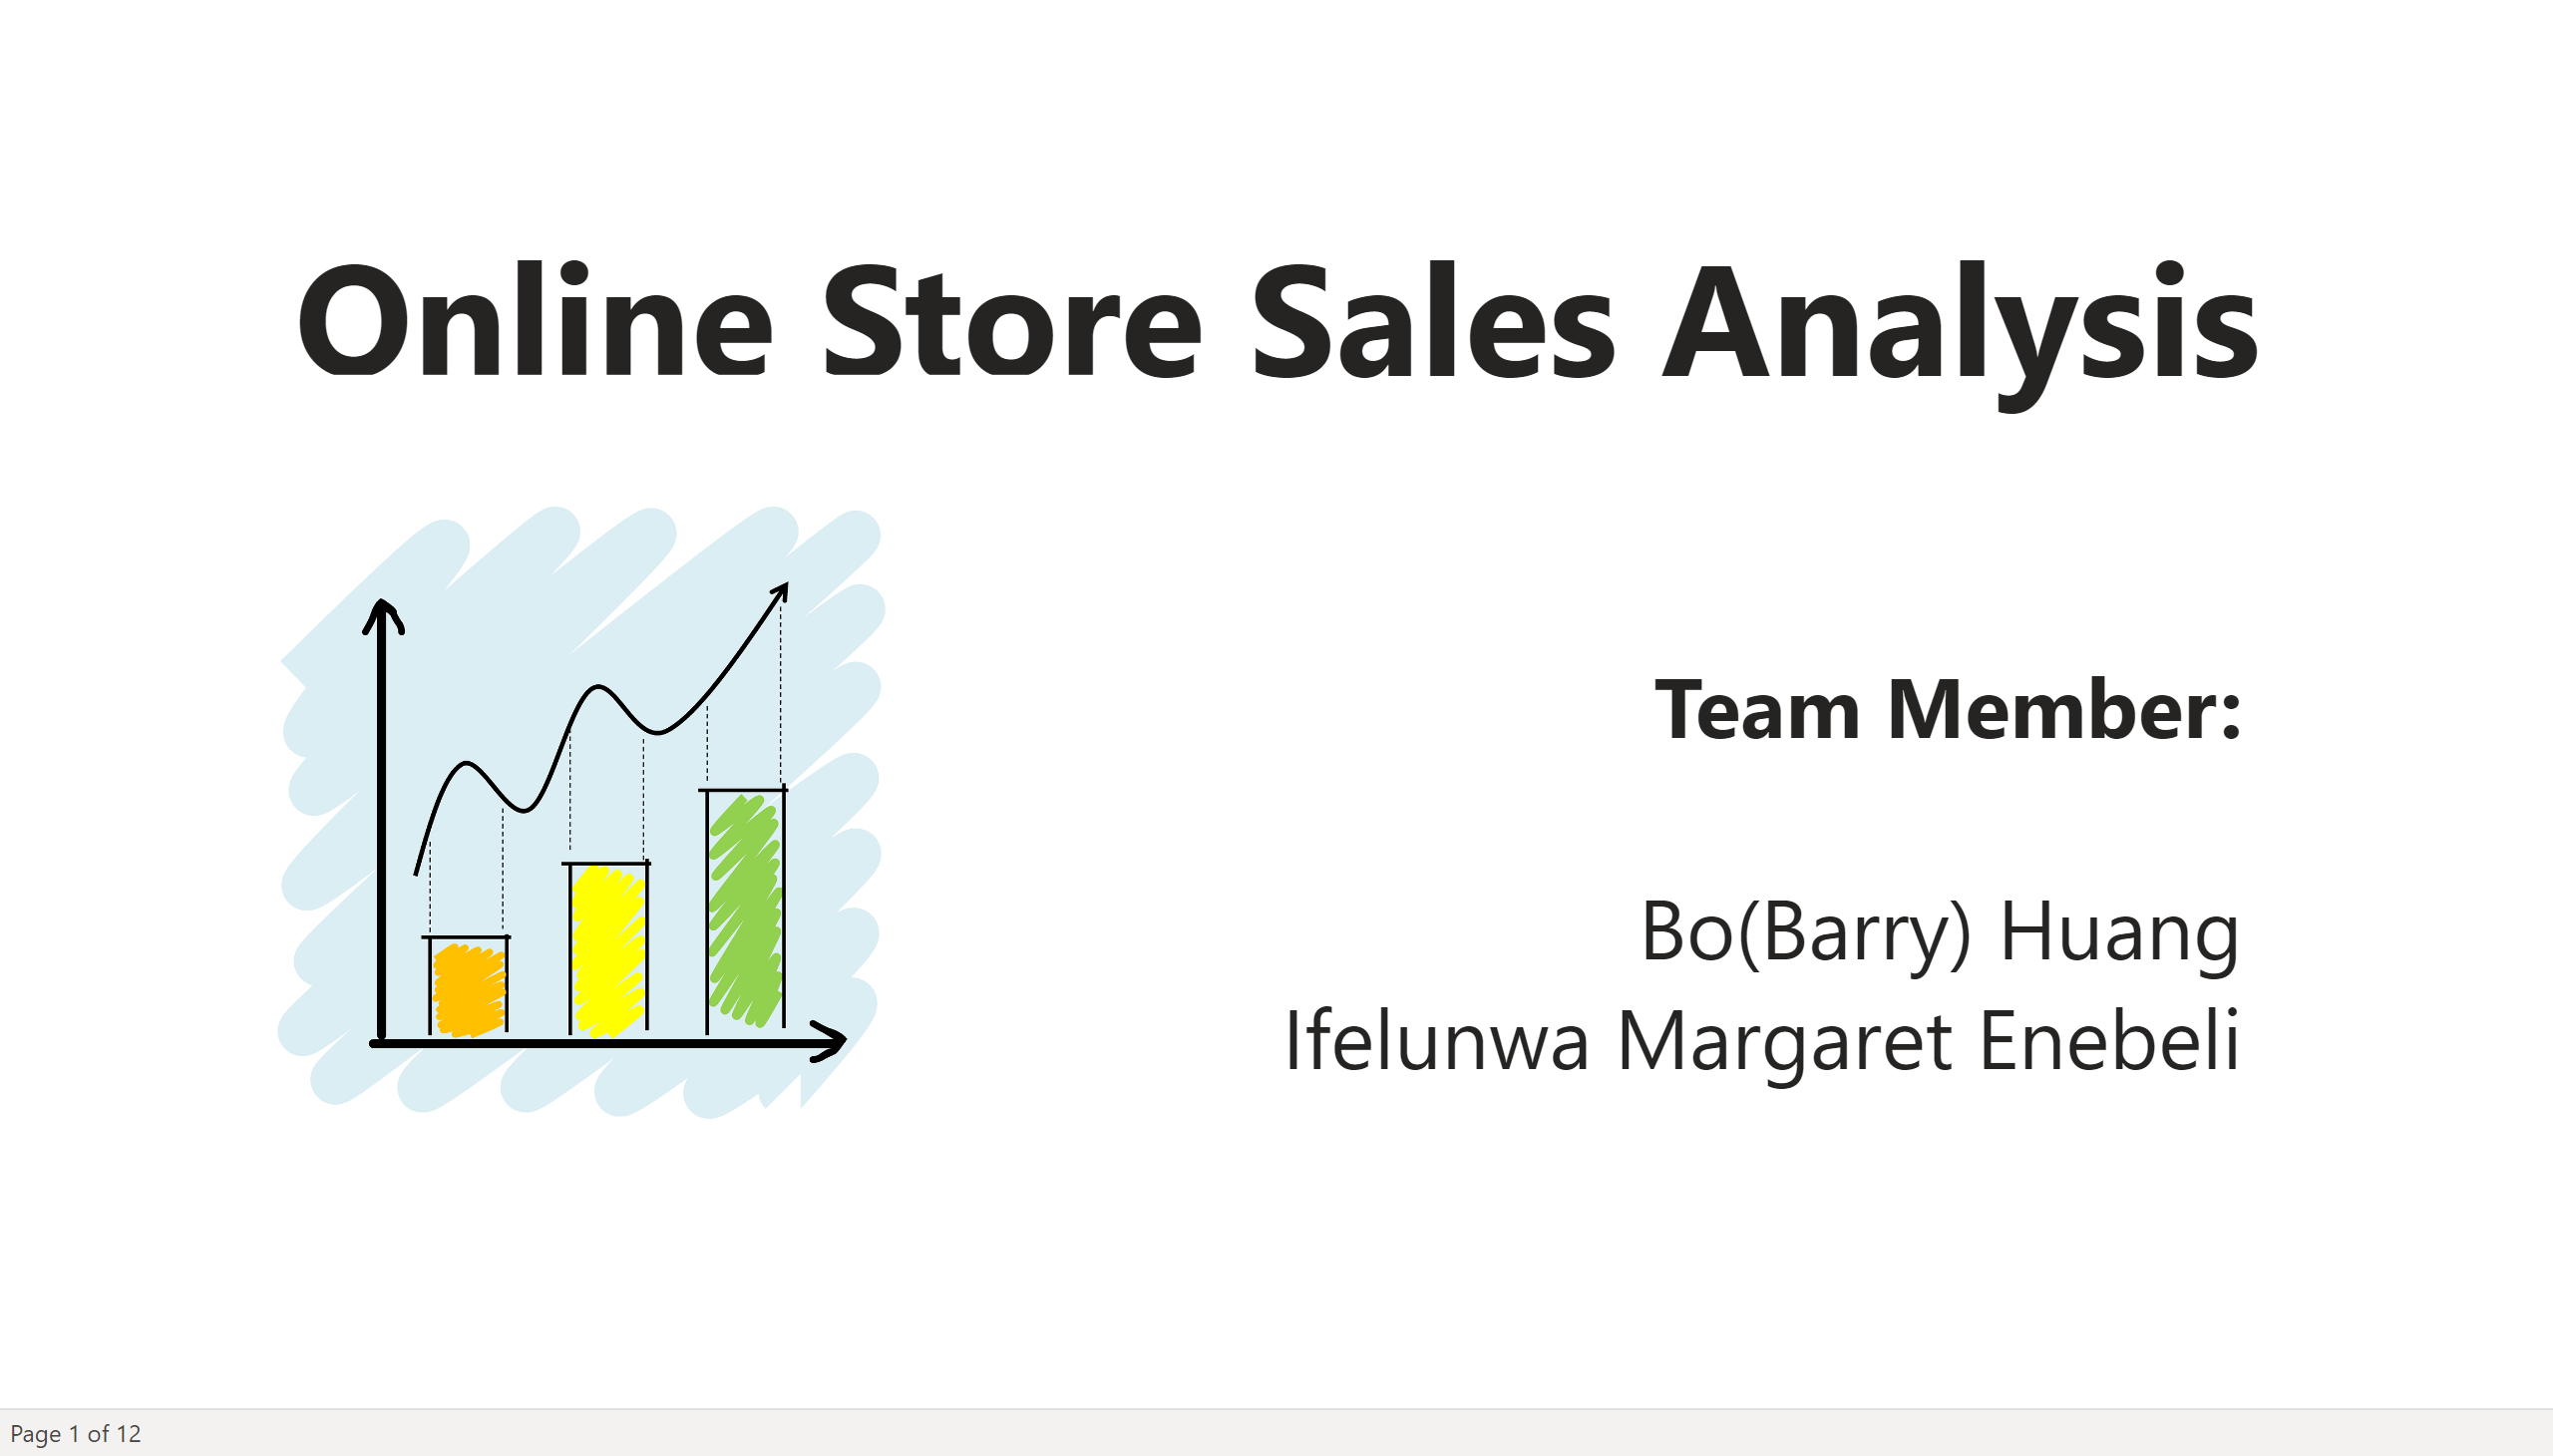 Online Store Sales Analysis
Team Member:
Bo(Barry) Huang
Ifelunwa Margaret Enebeli
Page 1 of 12